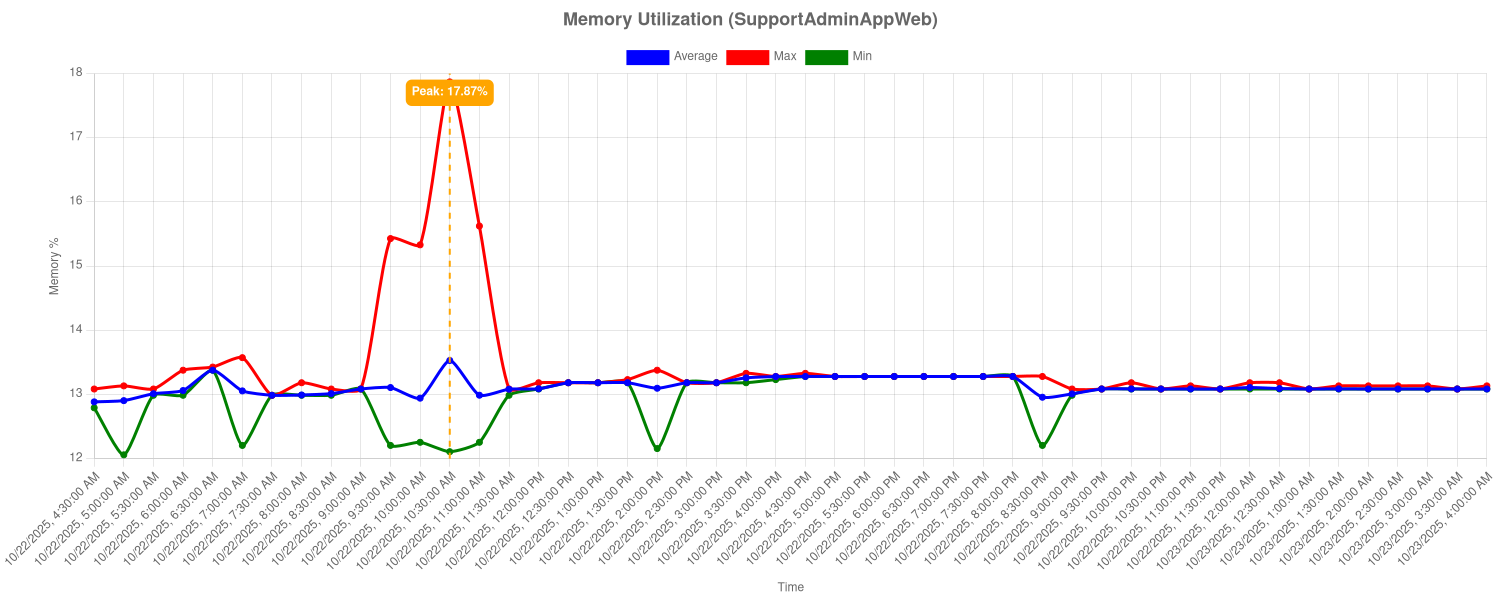 Memory Utilization (SupportAdminAppWeb)
Average Max Min
Peak: 17.87%
18
17
16
15
14
13
12
Memory %
10/22/2025, 4:30:00 AM
10/22/2025, 5:00:00 AM
10/22/2025, 5:30:00 AM
10/22/2025, 6:00:00 AM
10/22/2025, 6:30:00 AM
10/22/2025, 7:00:00 AM
10/22/2025, 7:30:00 AM
10/22/2025, 8:00:00 AM
10/22/2025, 8:30:00 AM
10/22/2025, 9:00:00 AM
10/22/2025, 9:30:00 AM
10/22/2025, 10:00:00 AM
10/22/2025, 10:30:00 AM
10/22/2025, 11:00:00 AM
10/22/2025, 11:30:00 AM
10/22/2025, 12:00:00 PM
10/22/2025, 12:30:00 PM
10/22/2025, 1:00:00 PM
10/22/2025, 1:30:00 PM
10/22/2025, 2:00:00 PM
10/22/2025, 2:30:00 PM
10/22/2025, 3:00:00 PM
10/22/2025, 3:30:00 PM
10/22/2025, 4:00:00 PM
10/22/2025, 4:30:00 PM
10/22/2025, 5:00:00 PM
10/22/2025, 5:30:00 PM
10/22/2025, 6:00:00 PM
10/22/2025, 6:30:00 PM
10/22/2025, 7:00:00 PM
10/22/2025, 7:30:00 PM
10/22/2025, 8:00:00 PM
10/22/2025, 8:30:00 PM
10/22/2025, 9:00:00 PM
10/22/2025, 9:30:00 PM
10/22/2025, 10:00:00 PM
10/22/2025, 10:30:00 PM
10/22/2025, 11:00:00 PM
10/22/2025, 11:30:00 PM
10/23/2025, 12:00:00 AM
10/23/2025, 12:30:00 AM
10/23/2025, 1:00:00 AM
10/23/2025, 1:30:00 AM
10/23/2025, 2:00:00 AM
10/23/2025, 2:30:00 AM
10/23/2025, 3:00:00 AM
10/23/2025, 3:30:00 AM
10/23/2025, 4:00:00 AM
Time